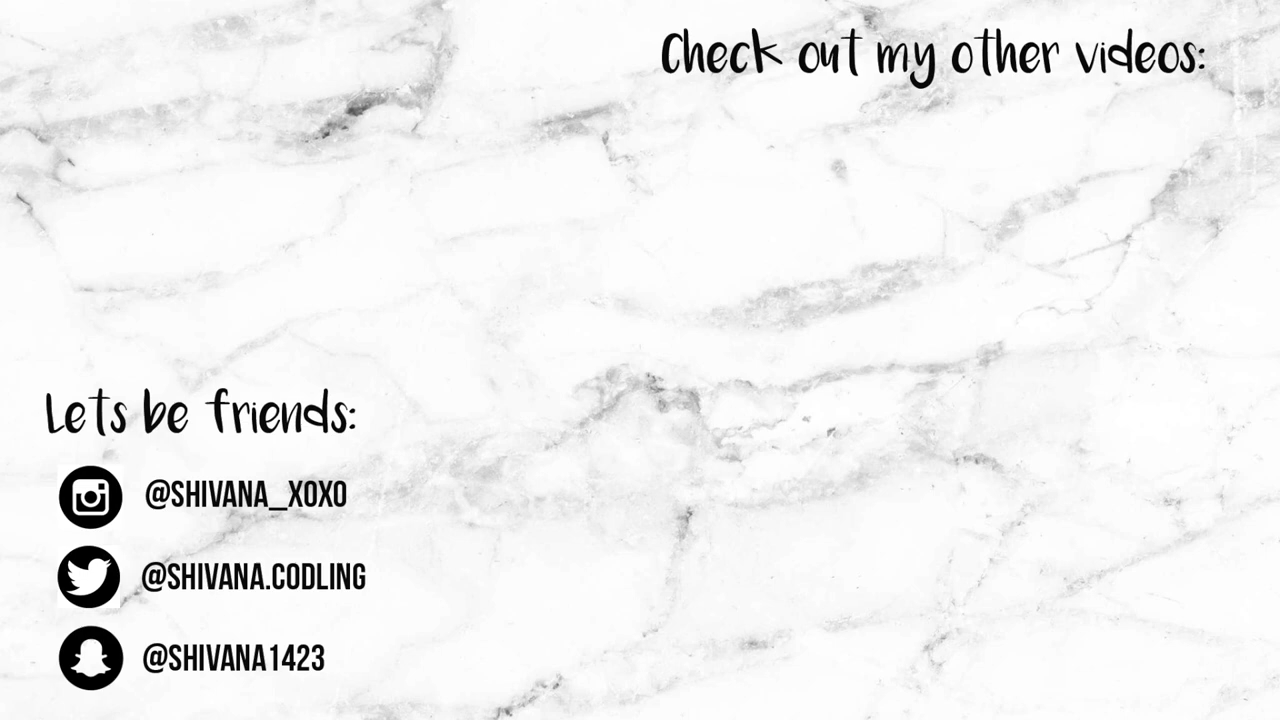 Check out my other videos:
Lets be friends:
@SHIVANA_XOXO
@SHIVANA.CODLING
@SHIVANA1423